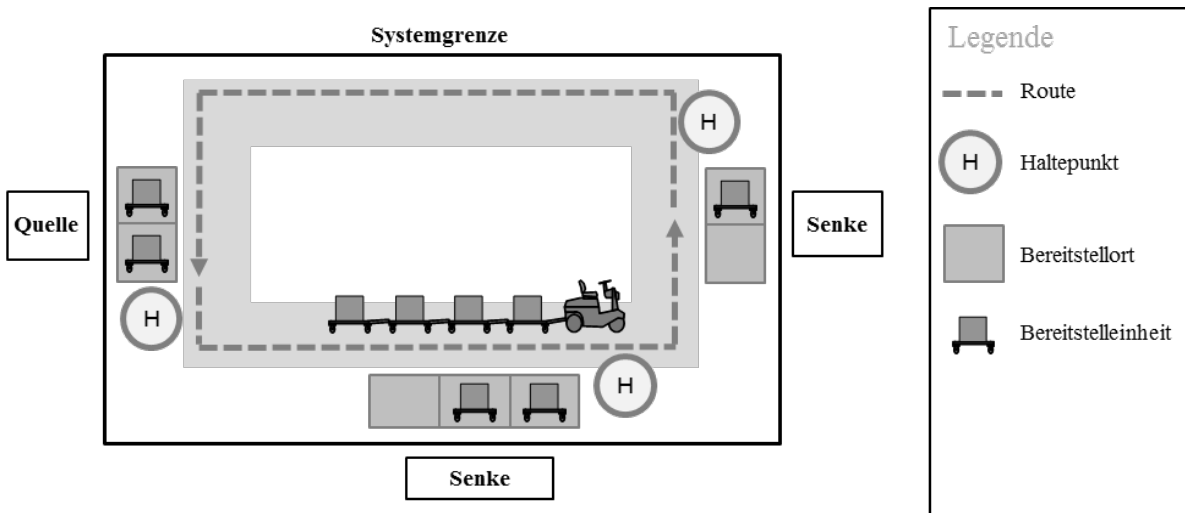 Systemgrenze
Legende
Route
H
H
Haltepunkt
Quelle
Senke
Bereitstellort
H
Bereitstelleinheit
H
Senke